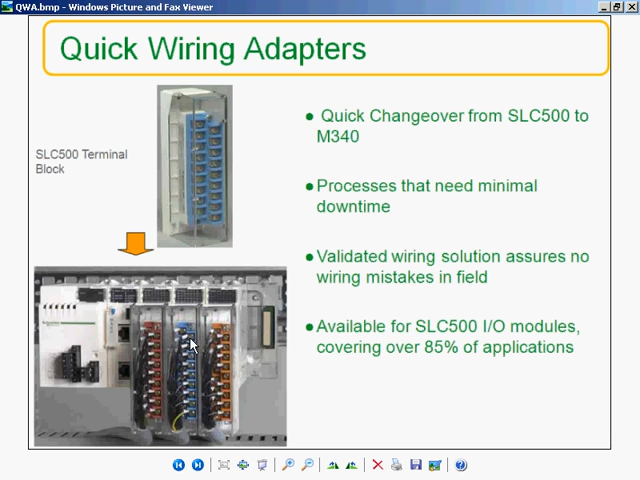 QWA.bmp - Windows Picture and Fax Viewer
Quick Wiring Adapters
SLC500 Terminal
Block
● Quick Changeover from SLC500 to
M340
● Processes that need minimal
downtime
● Validated wiring solution assures no
wiring mistakes in field
● Available for SLC500 I/O modules,
covering over 85% of applications